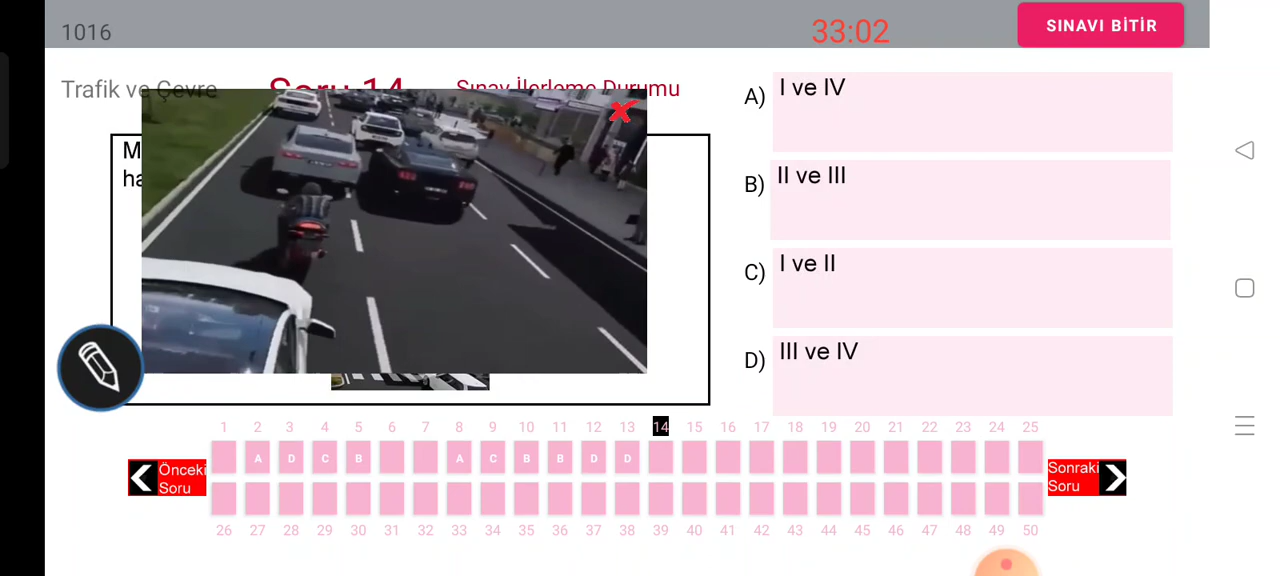 1016
33:02
SINAVI BİTİR
Trafik ve Çevre
Soru 14
Sınav İlerleme Durumu
M
ha
A) I ve IV
B) II ve III
C) I ve II
D) III ve IV
1 2 3 4 5 6 7 8 9 10 11 12 13 14 15 16 17 18 19 20 21 22 23 24 25
A D C B A C B B D D
Önceki
Soru
Sonraki
Soru
26 27 28 29 30 31 32 33 34 35 36 37 38 39 40 41 42 43 44 45 46 47 48 49 50